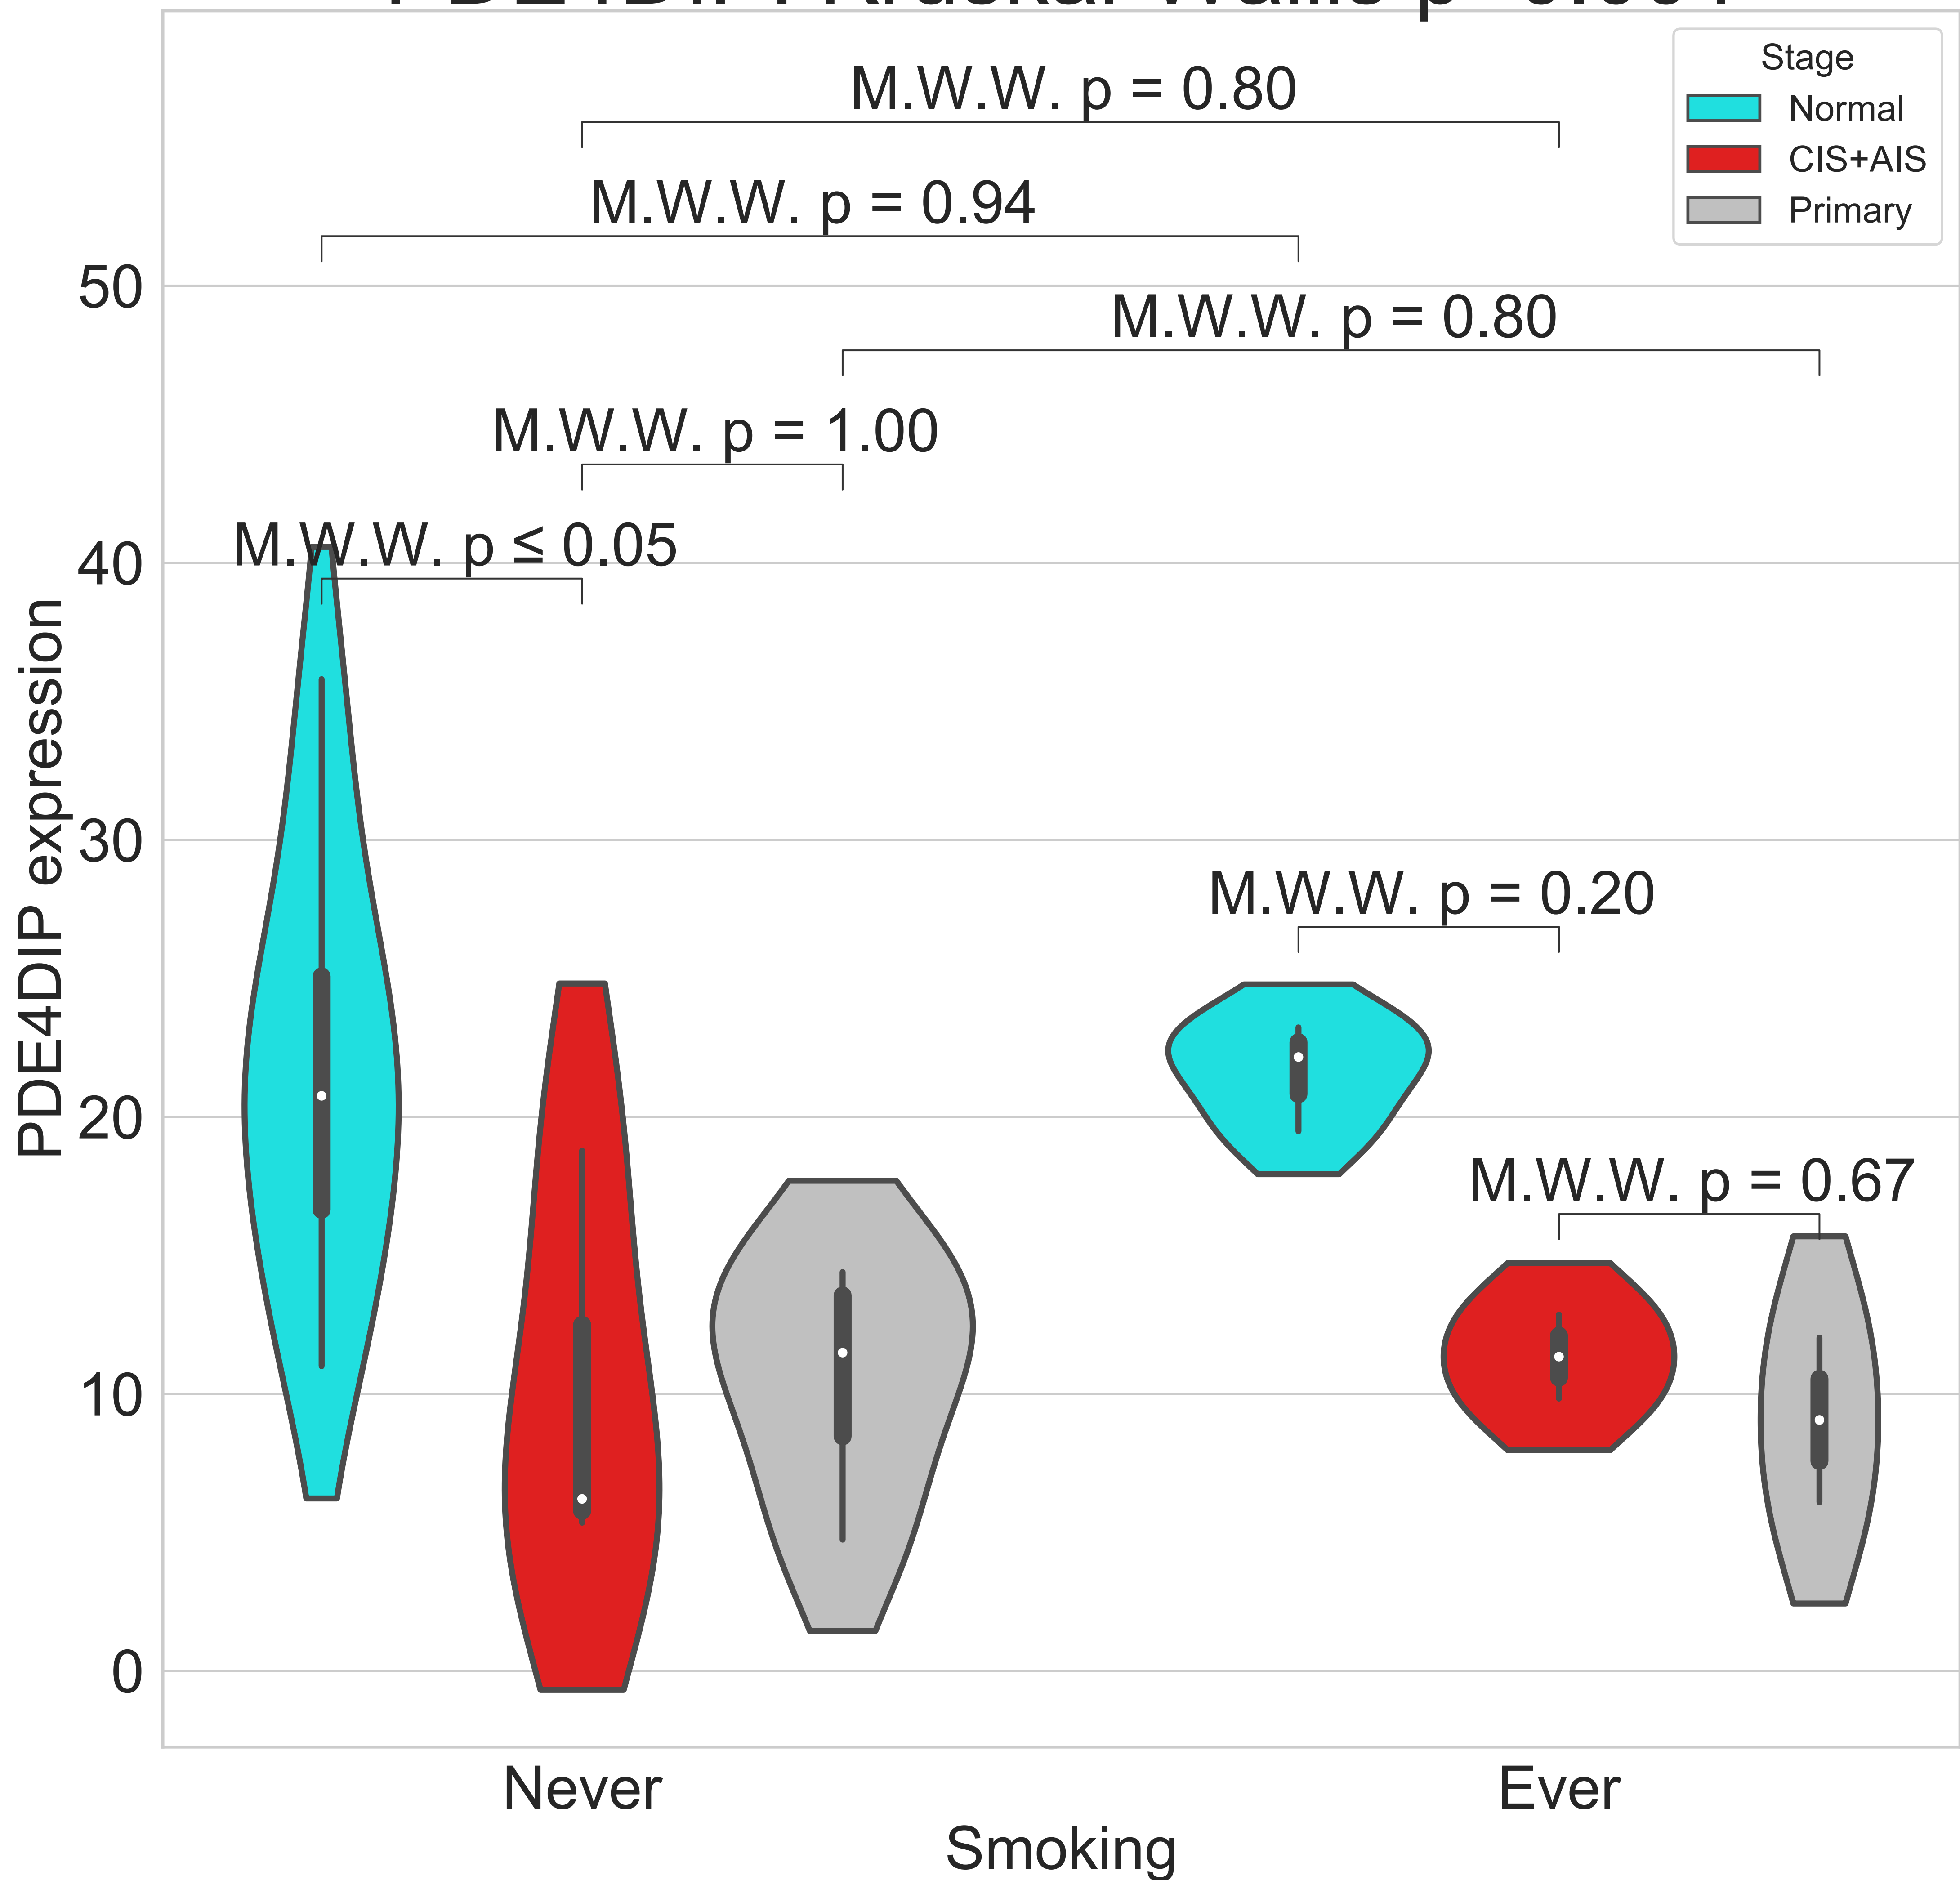 Stage
Normal
CIS+AIS
Primary
M.W.W. p = 0.80
M.W.W. p = 0.94
M.W.W. p = 0.80
M.W.W. p = 1.00
M.W.W. p ≤ 0.05
M.W.W. p = 0.20
M.W.W. p = 0.67
PDE4DIP expression
50
40
30
20
10
0
Never
Ever
Smoking